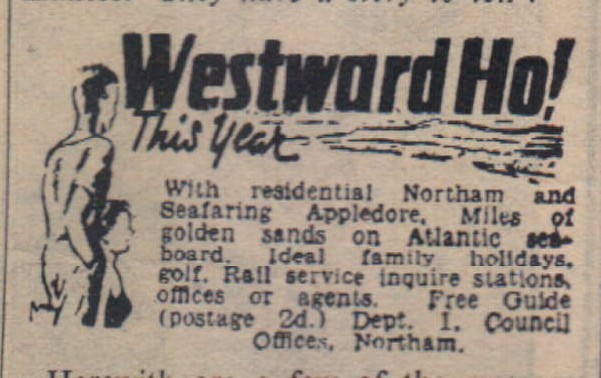 Westward Ho!
This Year
With residential Northam and
Seafaring Appledore. Miles of
golden sands on Atlantic sea-
board. Ideal family holidays,
golf. Rail service inquire stations,
offices or agents. Free Guide
(postage 2d.) Dept. 1, Council
Offices, Northam.